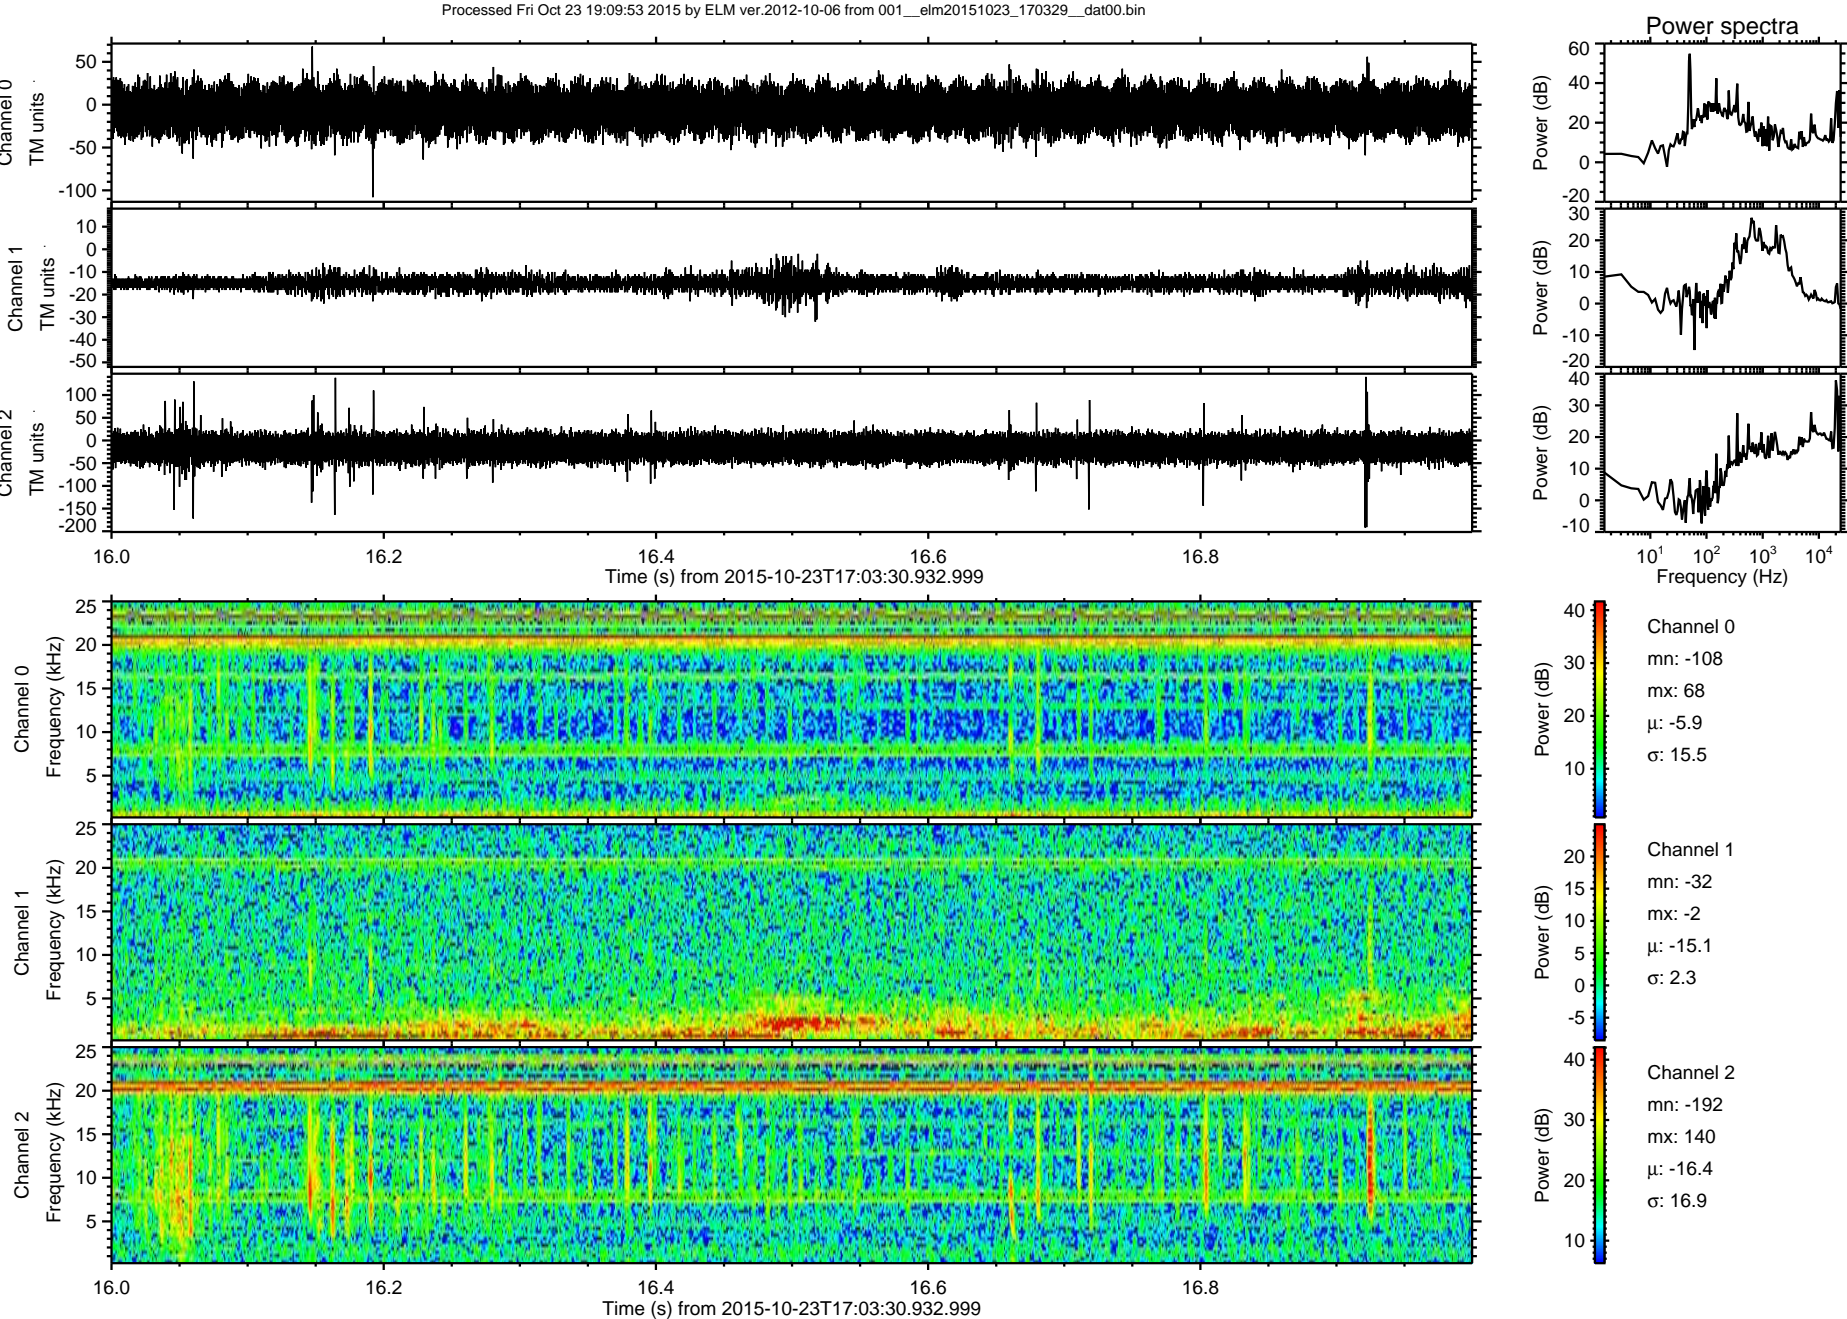 Processed Fri Oct 23 19:09:53 2015 by ELM ver.2012-10-06 from 001__elm20151023_170329__dat00.bin
Power spectra
Channel 0
TM units
50
0
-50
-100
Power (dB)
60
40
20
0
-20
Channel 1
TM units
10
0
-10
-20
-30
-40
-50
Power (dB)
30
20
10
0
-10
-20
Channel 2
TM units
100
50
0
-50
-100
-150
-200
Power (dB)
40
30
20
10
0
-10
16.0 16.2 16.4 16.6 16.8
Time (s) from 2015-10-23T17:03:30.932.999
10^1 10^2 10^3 10^4
Frequency (Hz)
Channel 0
Frequency (kHz)
25
20
15
10
5
Power (dB)
40
30
20
10
Channel 0
mn: -108
mx: 68
μ: -5.9
σ: 15.5
Channel 1
Frequency (kHz)
25
20
15
10
5
Power (dB)
20
15
10
5
0
-5
Channel 1
mn: -32
mx: -2
μ: -15.1
σ: 2.3
Channel 2
Frequency (kHz)
25
20
15
10
5
Power (dB)
40
30
20
10
Channel 2
mn: -192
mx: 140
μ: -16.4
σ: 16.9
16.0 16.2 16.4 16.6 16.8
Time (s) from 2015-10-23T17:03:30.932.999